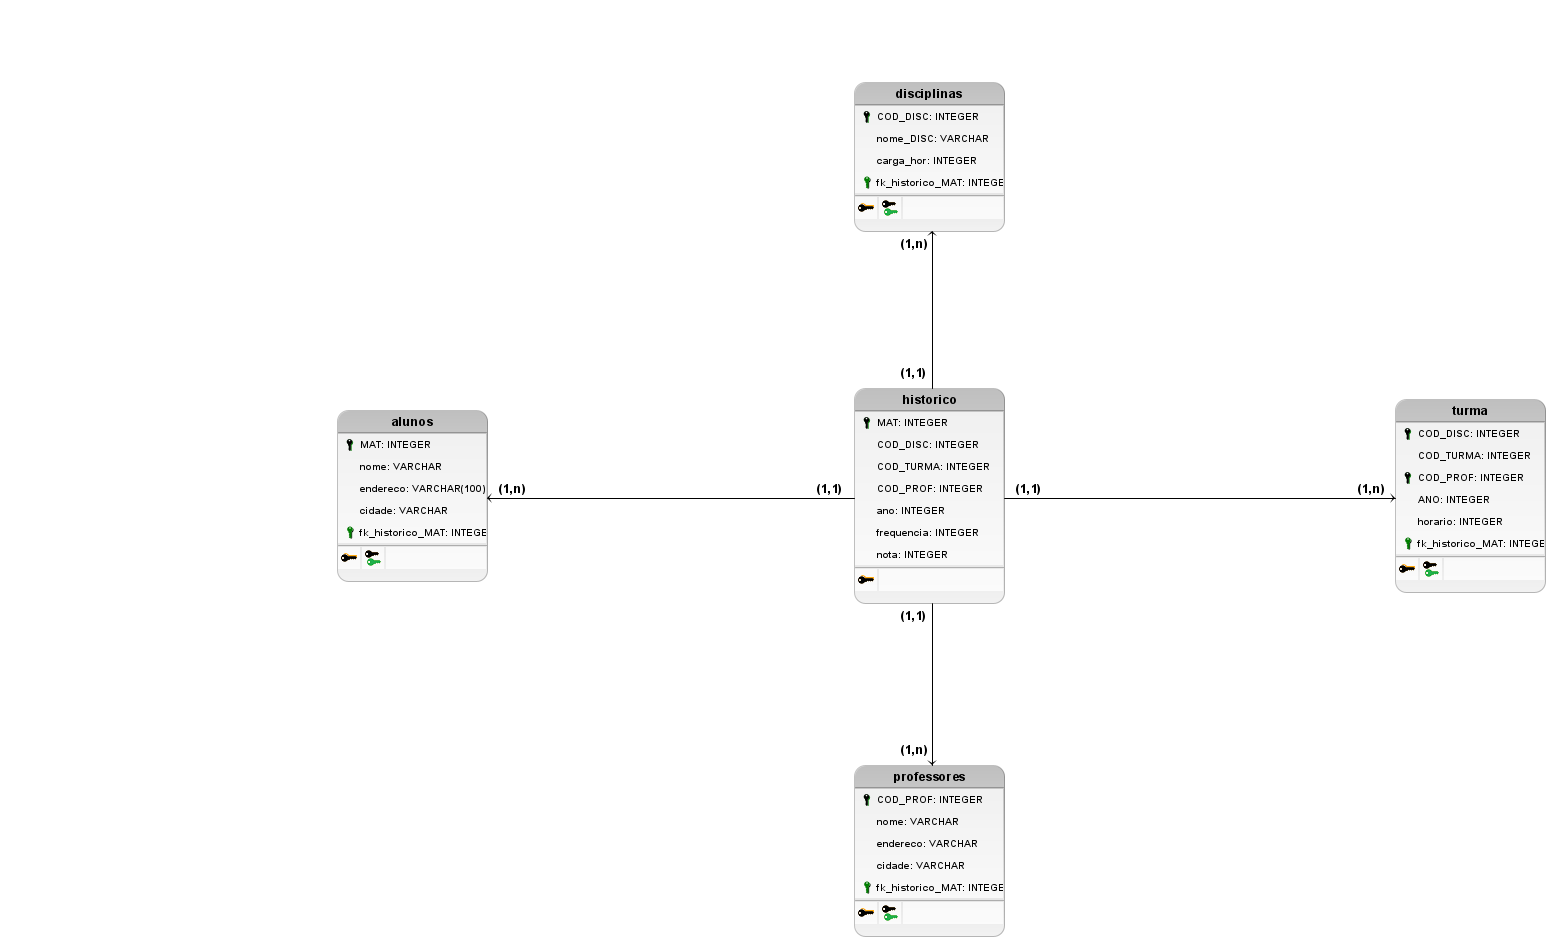 disciplinas
COD_DISC: INTEGER
nome_DISC: VARCHAR
carga_hor: INTEGER
fk_historico_MAT: INTEGE
(1,n)
(1,1)
alunos
MAT: INTEGER
nome: VARCHAR
endereco: VARCHAR(100)
cidade: VARCHAR
fk_historico_MAT: INTEGE
(1,n)
(1,1)
historico
MAT: INTEGER
COD_DISC: INTEGER
COD_TURMA: INTEGER
COD_PROF: INTEGER
ano: INTEGER
frequencia: INTEGER
nota: INTEGER
(1,1)
(1,n)
turma
COD_DISC: INTEGER
COD_TURMA: INTEGER
COD_PROF: INTEGER
ANO: INTEGER
horario: INTEGER
fk_historico_MAT: INTEGE
(1,1)
(1,n)
professores
COD_PROF: INTEGER
nome: VARCHAR
endereco: VARCHAR
cidade: VARCHAR
fk_historico_MAT: INTEGE